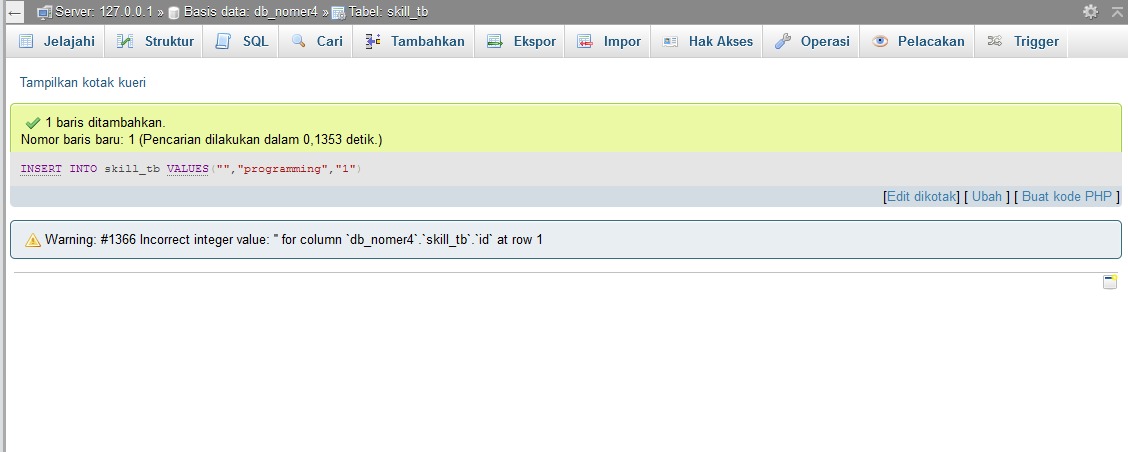 Server: 127.0.0.1 » Basis data: db_nomer4 » Tabel: skill_tb
Jelajahi Struktur SQL Cari Tambahkan Ekspor Impor Hak Akses Operasi Pelacakan Trigger
Tampilkan kotak kueri
1 baris ditambahkan.
Nomor baris baru: 1 (Pencarian dilakukan dalam 0,1353 detik.)
INSERT INTO skill_tb VALUES("","programming","1")
[Edit dikotak] [ Ubah ] [ Buat kode PHP ]
Warning: #1366 Incorrect integer value: '' for column `db_nomer4`.`skill_tb`.`id` at row 1